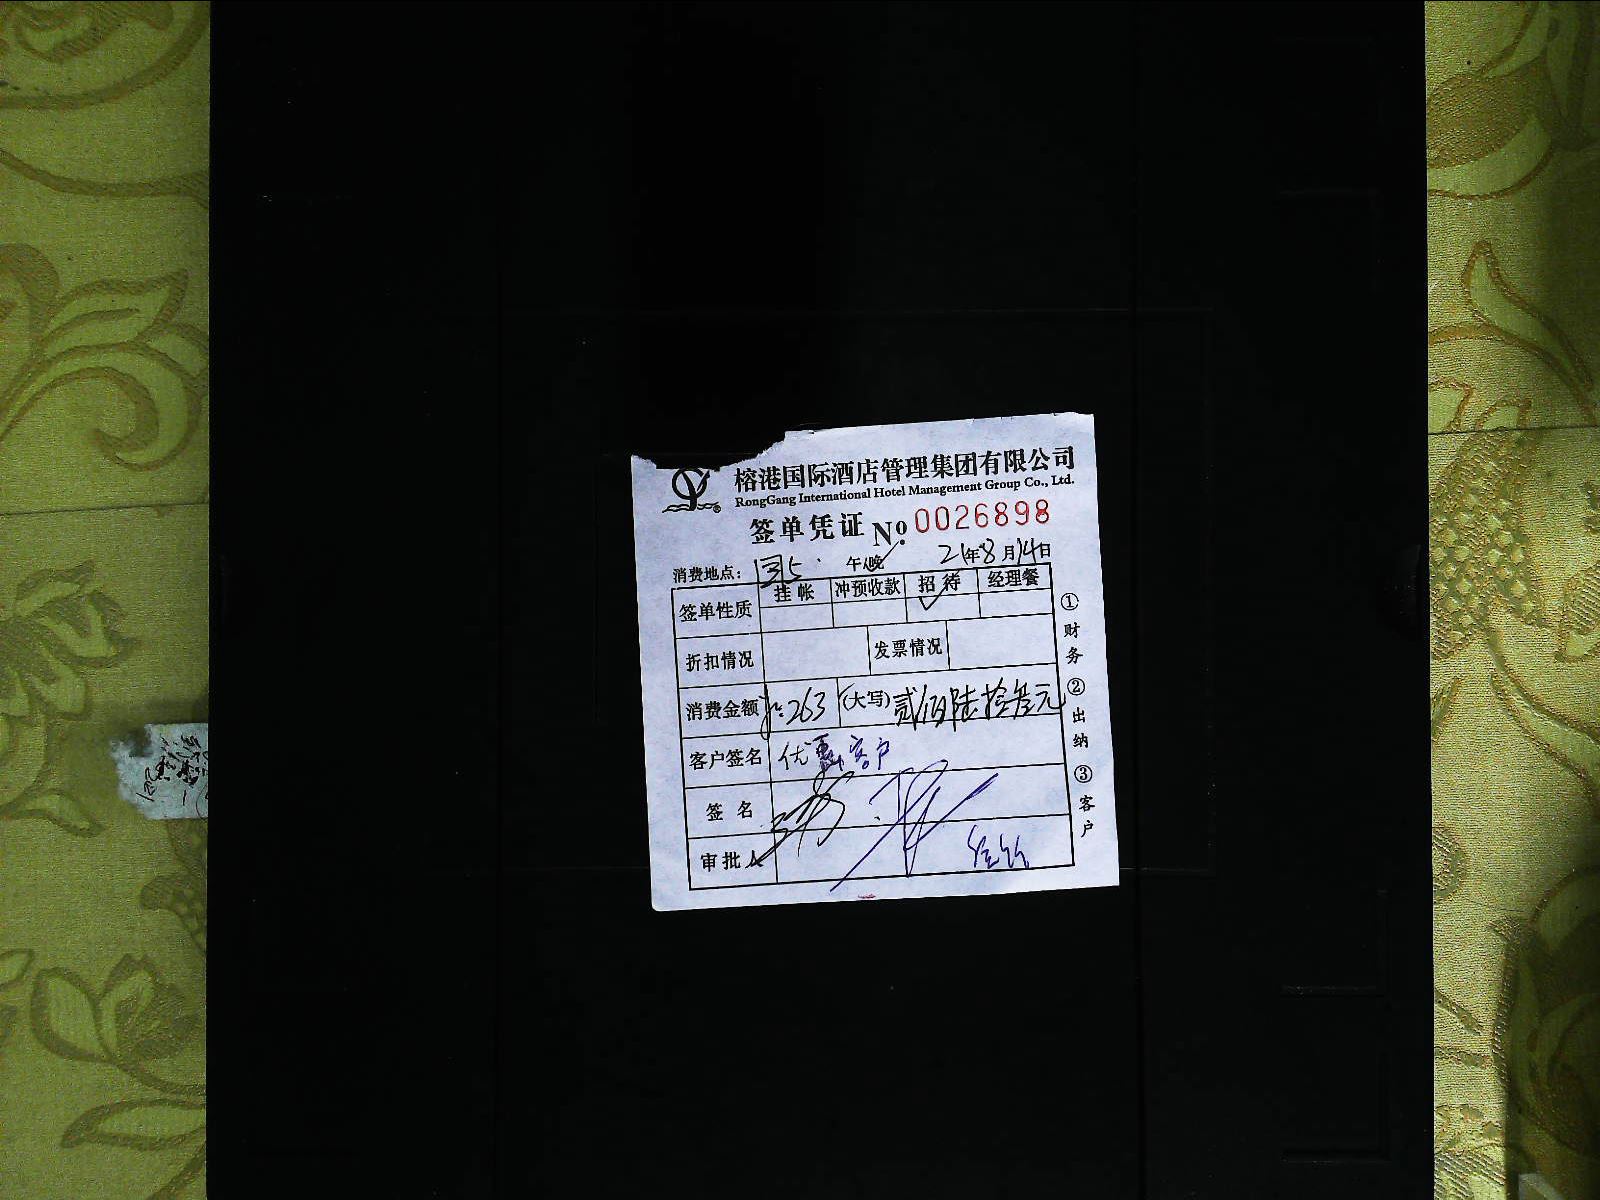 榕港国际酒店管理集团有限公司
RongGang International Hotel Management Group Co., Ltd.
签单凭证 No. 0026898
消费地点： 午/晚 21年8月14日
签单性质 挂帐 冲预收款 招待 ✓ 经理餐
折扣情况 发票情况
消费金额 263 (大写) 贰佰陆拾叁元
客户签名 优惠客户
签名
审批人
①财务 ②出纳 ③客户